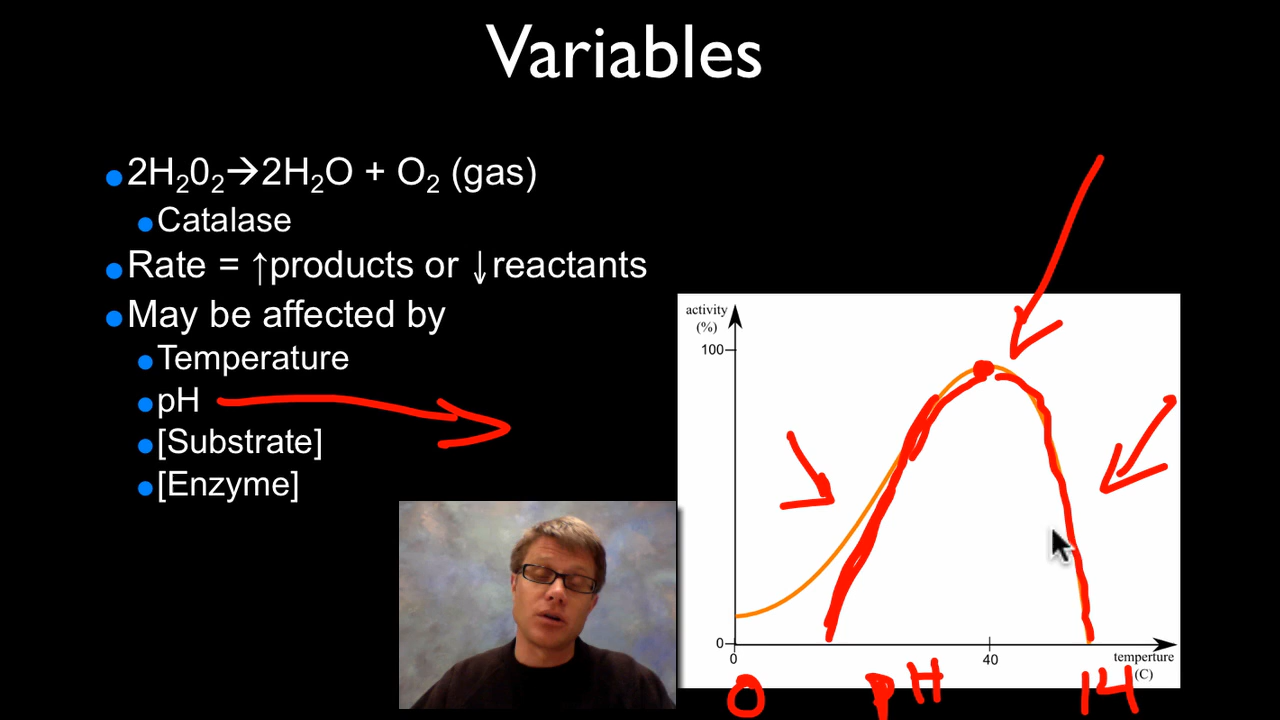 Variables
2H₂0₂→2H₂O + O₂ (gas)
Catalase
Rate = ↑products or ↓reactants
May be affected by
Temperature
pH
[Substrate]
[Enzyme]
activity
(%)
100
0
0
40
temperture
(C)
0 pH 14